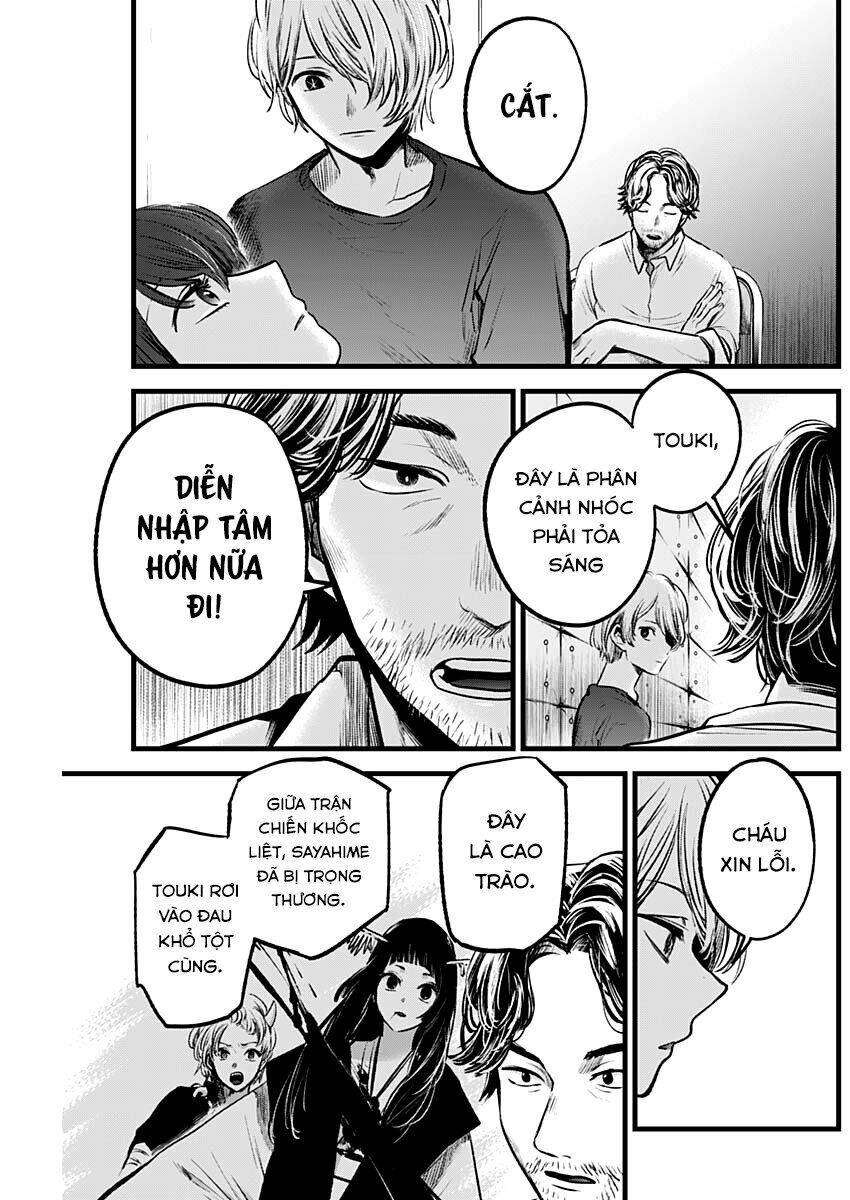 CẮT.
TOUKI,
ĐÂY LÀ PHÂN
CẢNH NHÓC
PHẢI TỎA
SÁNG
DIỄN
NHẬP TÂM
HƠN NỮA
ĐI!
CHÁU
XIN LỖI.
ĐÂY
LÀ CAO
TRÀO.
GIỮA TRẬN
CHIẾN KHỐC
LIỆT, SAYAHIME
ĐÃ BỊ TRỌNG
THƯƠNG.
TOUKI RƠI
VÀO ĐAU
KHỔ TỘT
CÙNG.